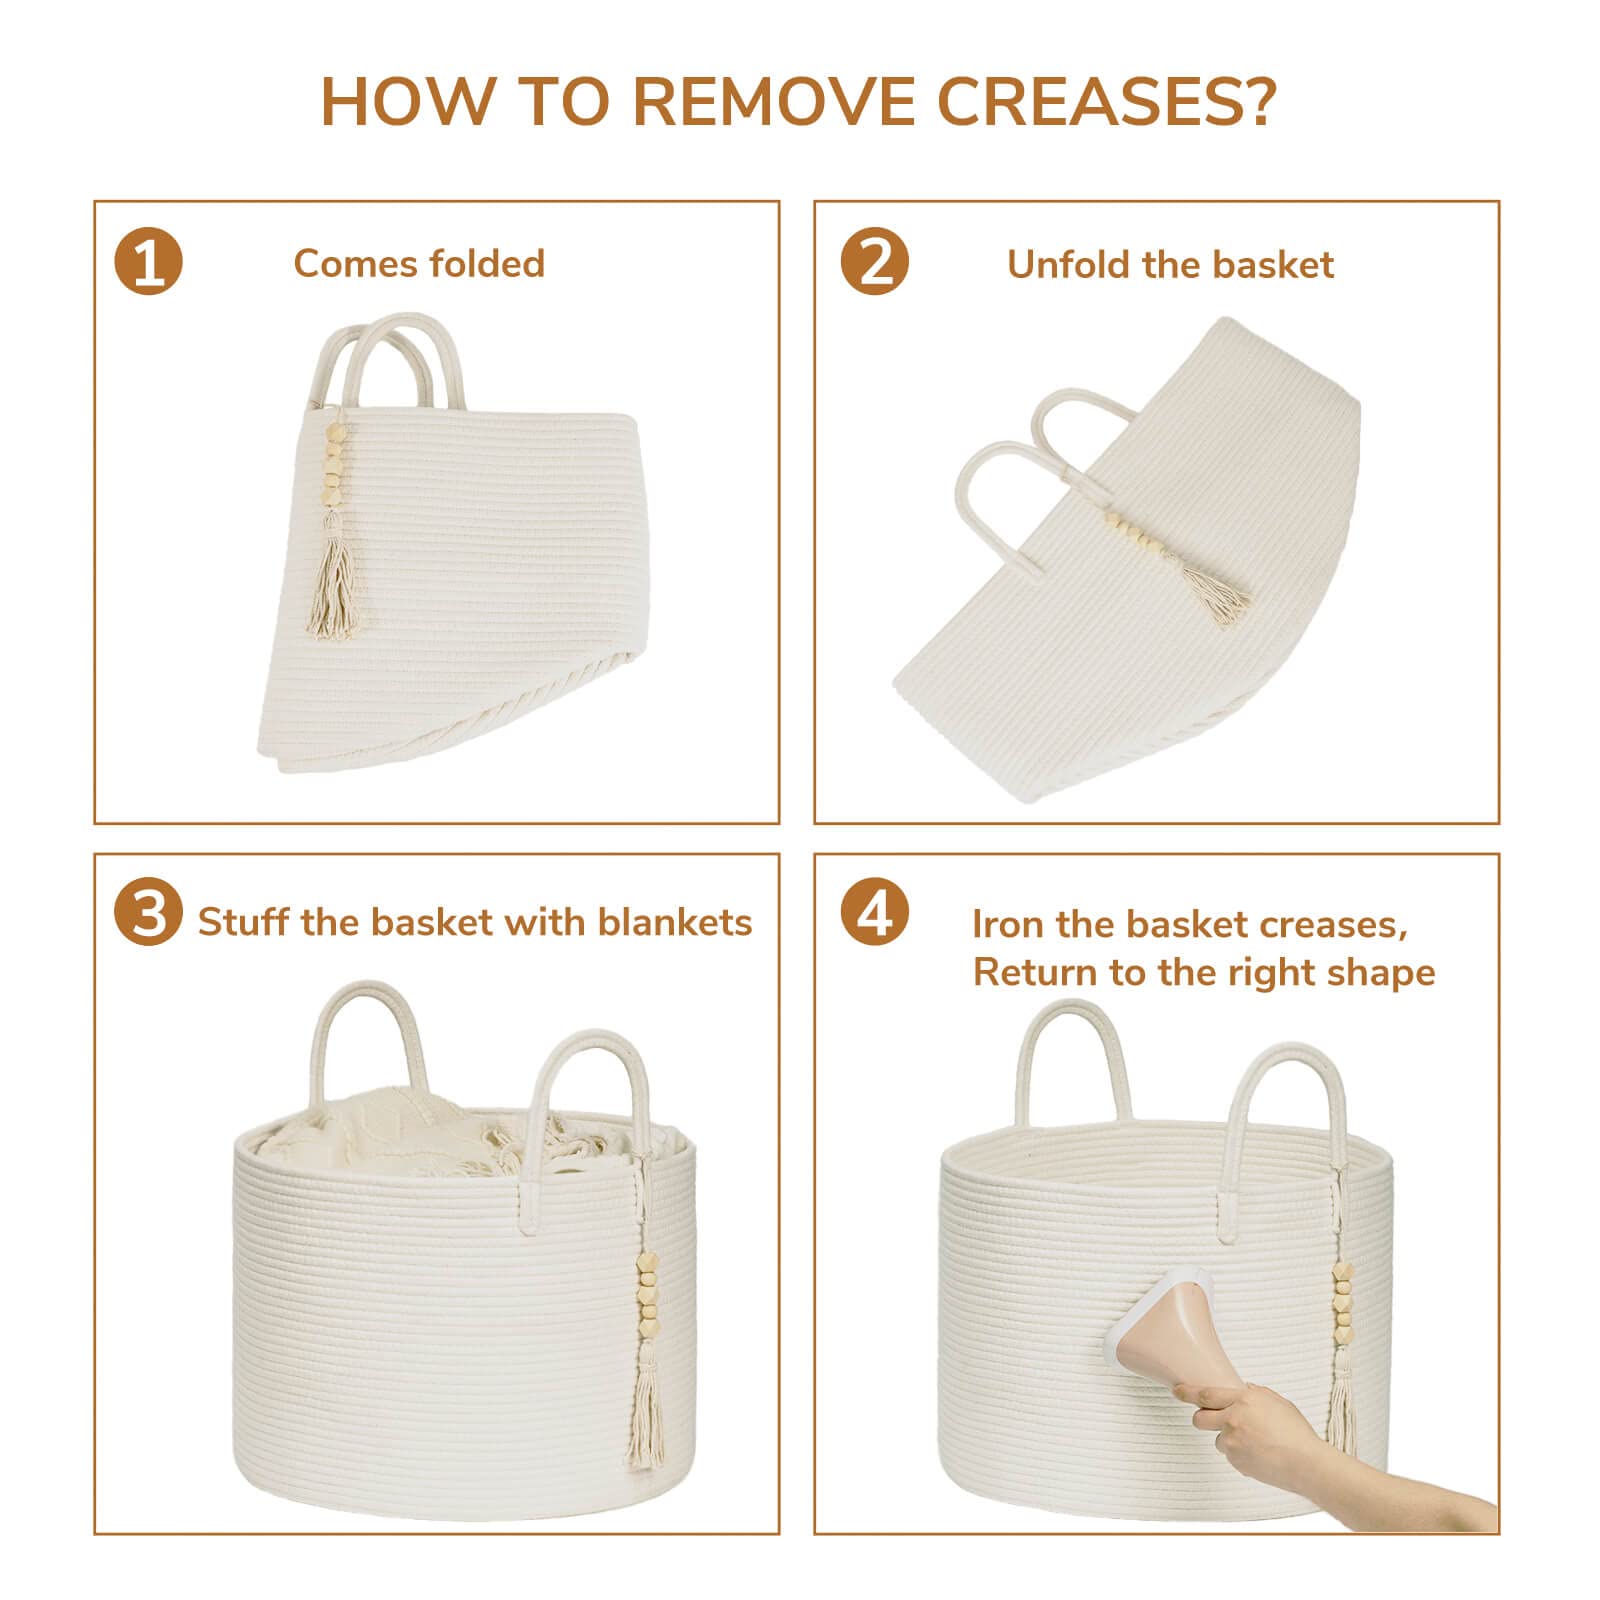 HOW TO REMOVE CREASES?
1
Comes folded
2
Unfold the basket
3
Stuff the basket with blankets
4
Iron the basket creases,
Return to the right shape